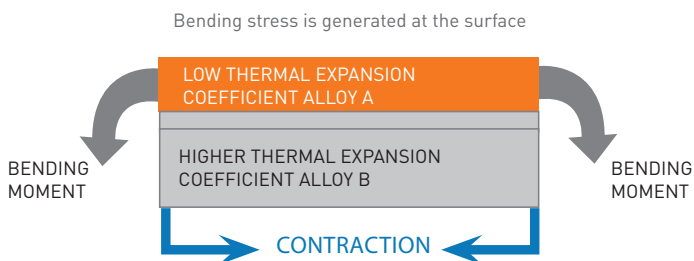 Bending stress is generated at the surface
LOW THERMAL EXPANSION
COEFFICIENT ALLOY A
HIGHER THERMAL EXPANSION
COEFFICIENT ALLOY B
BENDING
MOMENT
BENDING
MOMENT
CONTRACTION